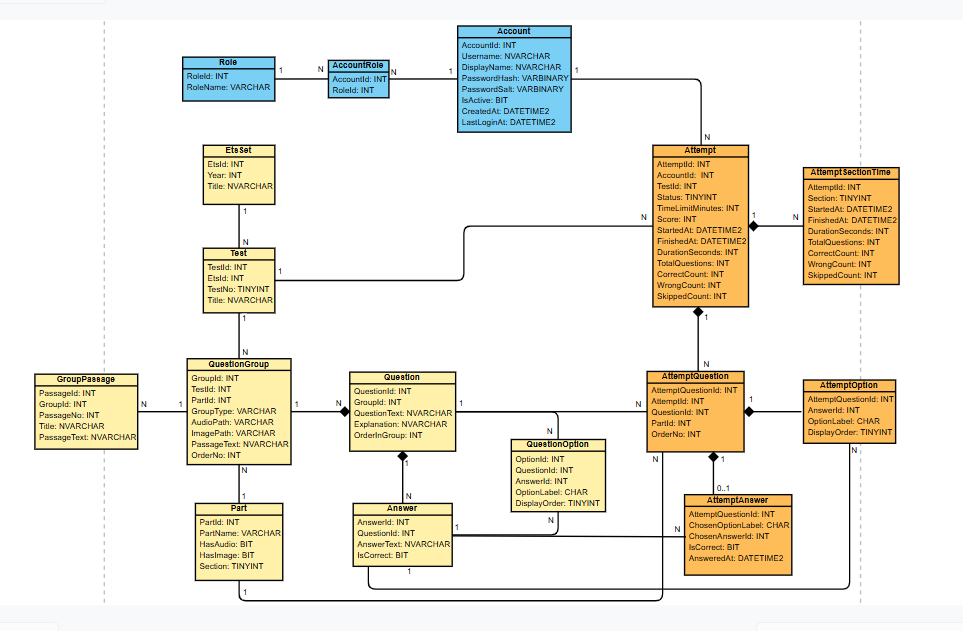 Role
RoleId: INT
RoleName: VARCHAR
1
N
AccountRole
AccountId: INT
RoleId: INT
N
1
Account
AccountId: INT
Username: NVARCHAR
DisplayName: NVARCHAR
PasswordHash: VARBINARY
PasswordSalt: VARBINARY
IsActive: BIT
CreatedAt: DATETIME2
LastLoginAt: DATETIME2
1
N
EtsSet
EtsId: INT
Year: INT
Title: NVARCHAR
1
N
Test
TestId: INT
EtsId: INT
TestNo: TINYINT
Title: NVARCHAR
1
N
1
N
Attempt
AttemptId: INT
AccountId:  INT
TestId: INT
Status: TINYINT
TimeLimitMinutes: INT
Score: INT
StartedAt: DATETIME2
FinishedAt: DATETIME2
DurationSeconds: INT
TotalQuestions: INT
CorrectCount: INT
WrongCount: INT
SkippedCount: INT
1
N
AttemptSectionTime
AttemptId: INT
Section: TINYINT
StartedAt: DATETIME2
FinishedAt: DATETIME2
DurationSeconds: INT
TotalQuestions: INT
CorrectCount: INT
WrongCount: INT
SkippedCount: INT
1
N
GroupPassage
PassageId: INT
GroupId: INT
PassageNo: INT
Title: NVARCHAR
PassageText: NVARCHAR
N
1
QuestionGroup
GroupId: INT
TestId: INT
PartId: INT
GroupType: VARCHAR
AudioPath: VARCHAR
ImagePath: VARCHAR
PassageText: NVARCHAR
OrderNo: INT
1
N
N
1
Question
QuestionId: INT
GroupId: INT
QuestionText: NVARCHAR
Explanation: NVARCHAR
OrderInGroup: INT
1
N
N
1
N
QuestionOption
OptionId: INT
QuestionId: INT
AnswerId: INT
OptionLabel: CHAR
DisplayOrder: TINYINT
N
AttemptQuestion
AttemptQuestionId: INT
AttemptId: INT
QuestionId: INT
PartId: INT
OrderNo: INT
1
N
1
0..1
AttemptOption
AttemptQuestionId: INT
AnswerId: INT
OptionLabel: CHAR
DisplayOrder: TINYINT
N
Part
PartId: INT
PartName: VARCHAR
HasAudio: BIT
HasImage: BIT
Section: TINYINT
1
Answer
AnswerId: INT
QuestionId: INT
AnswerText: NVARCHAR
IsCorrect: BIT
1
1
N
AttemptAnswer
AttemptQuestionId: INT
ChosenOptionLabel: CHAR
ChosenAnswerId: INT
IsCorrect: BIT
AnsweredAt: DATETIME2